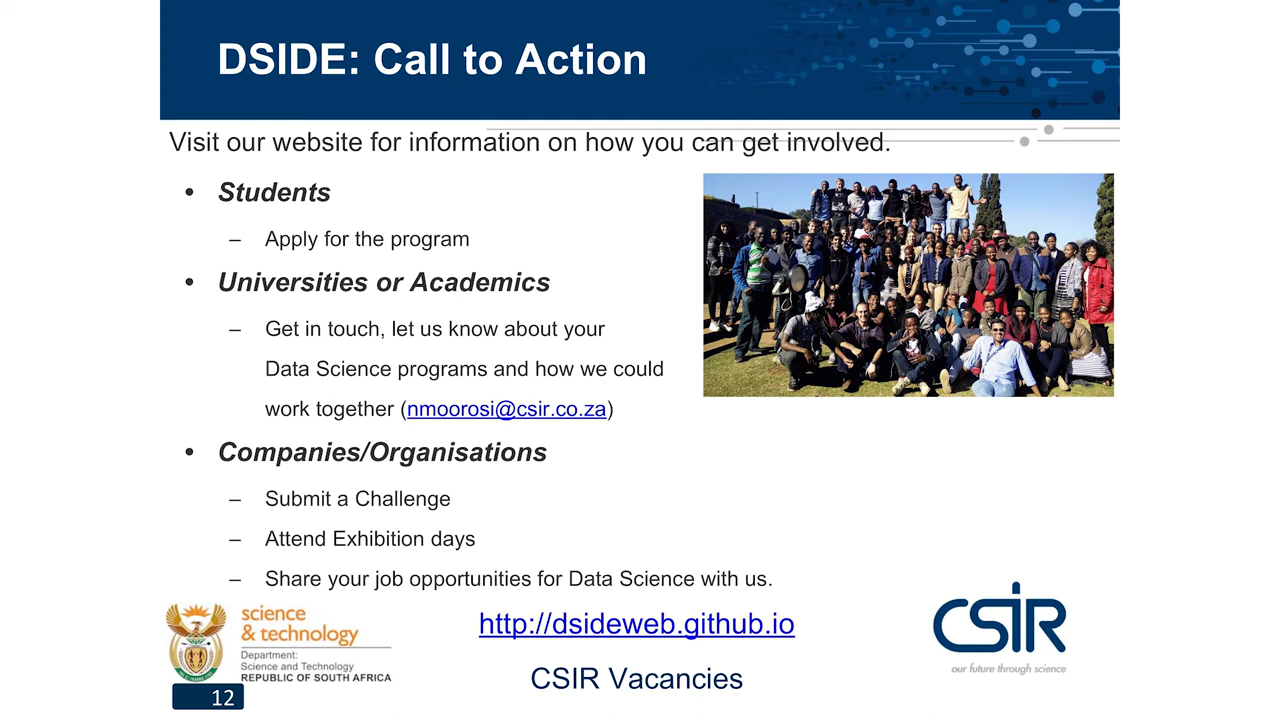 DSIDE: Call to Action
Visit our website for information on how you can get involved.
• Students
– Apply for the program
• Universities or Academics
– Get in touch, let us know about your
Data Science programs and how we could
work together (nmoorosi@csir.co.za)
• Companies/Organisations
– Submit a Challenge
– Attend Exhibition days
– Share your job opportunities for Data Science with us.
science
& technology
Department:
Science and Technology
REPUBLIC OF SOUTH AFRICA
http://dsideweb.github.io
CSIR Vacancies
CSIR
our future through science
12